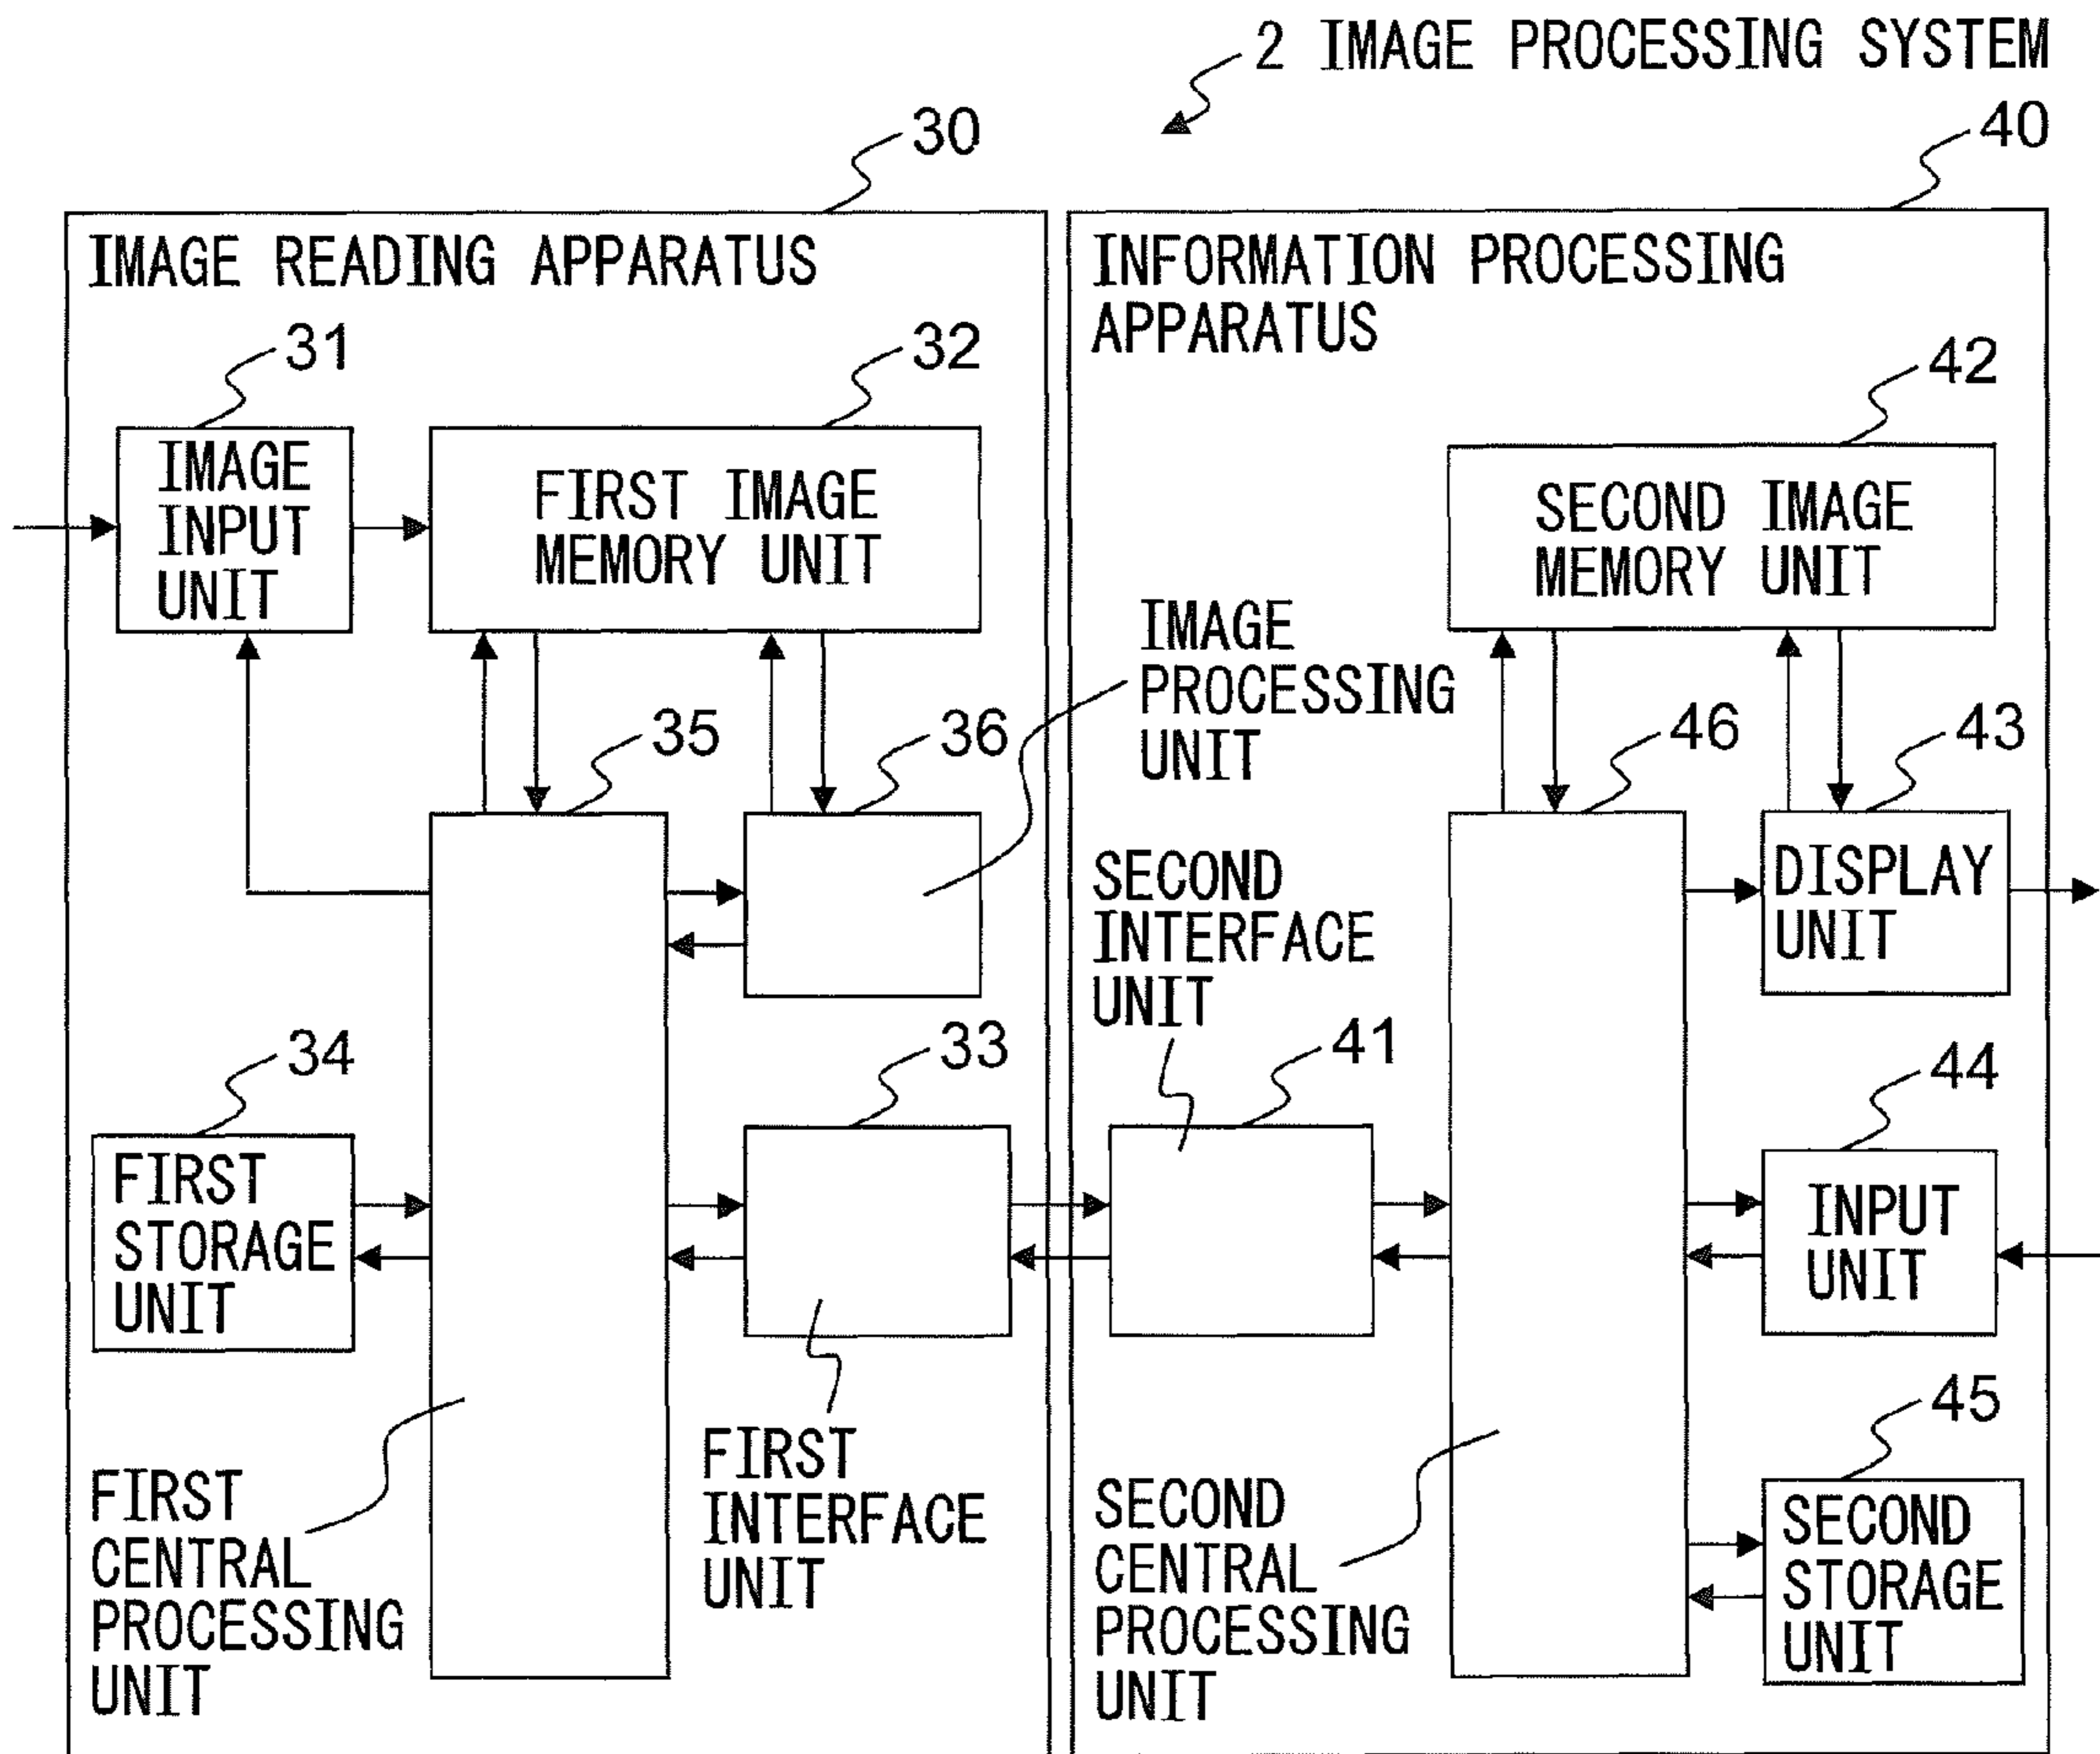 2 IMAGE PROCESSING SYSTEM
30
40
IMAGE READING APPARATUS
31
32
IMAGE
INPUT
UNIT
FIRST IMAGE
MEMORY UNIT
35
36
34
FIRST
STORAGE
UNIT
33
FIRST
CENTRAL
PROCESSING
UNIT
FIRST
INTERFACE
UNIT
INFORMATION PROCESSING
APPARATUS
42
SECOND IMAGE
MEMORY UNIT
IMAGE
PROCESSING
UNIT
46
43
SECOND
INTERFACE
UNIT
DISPLAY
UNIT
41
44
INPUT
UNIT
45
SECOND
CENTRAL
PROCESSING
UNIT
SECOND
STORAGE
UNIT